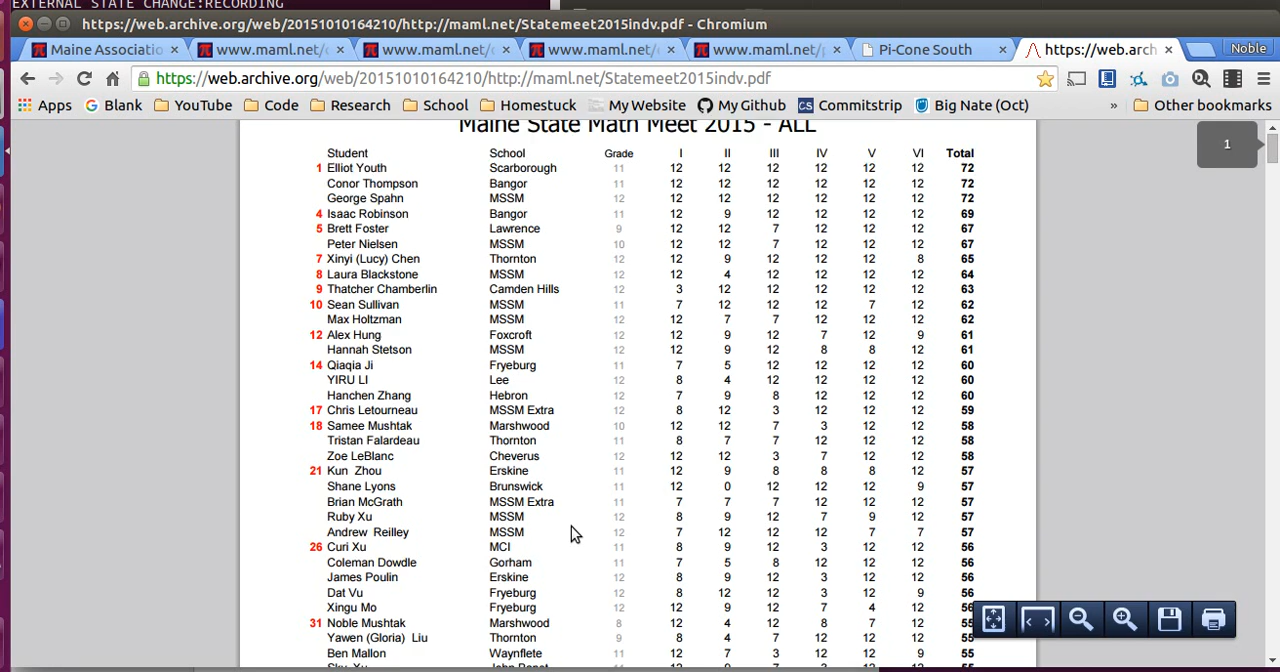 EXTERNAL STATE CHANGE:RECORDING
https://web.archive.org/web/20151010164210/http://maml.net/Statemeet2015indv.pdf - Chromium
Maine Associatio × www.maml.net/ × www.maml.net/ × www.maml.net/ × www.maml.net/ × Pi-Cone South × https://web.arch × Noble
https://web.archive.org/web/20151010164210/http://maml.net/Statemeet2015indv.pdf
Apps G Blank YouTube Code Research School Homestuck My Website My Github CS Commitstrip Big Nate (Oct) » Other bookmarks
Maine State Math Meet 2015 - ALL
1
Student School Grade I II III IV V VI Total
1 Elliot Youth Scarborough 11 12 12 12 12 12 12 72
Conor Thompson Bangor 11 12 12 12 12 12 12 72
George Spahn MSSM 12 12 12 12 12 12 12 72
4 Isaac Robinson Bangor 11 12 9 12 12 12 12 69
5 Brett Foster Lawrence 9 12 12 7 12 12 12 67
Peter Nielsen MSSM 10 12 12 7 12 12 12 67
7 Xinyi (Lucy) Chen Thornton 12 12 9 12 12 12 8 65
8 Laura Blackstone MSSM 12 12 4 12 12 12 12 64
9 Thatcher Chamberlin Camden Hills 12 3 12 12 12 12 12 63
10 Sean Sullivan MSSM 11 7 12 12 12 7 12 62
Max Holtzman MSSM 12 12 7 7 12 12 12 62
12 Alex Hung Foxcroft 12 12 9 12 7 12 9 61
Hannah Stetson MSSM 12 12 9 12 8 8 12 61
14 Qiaqia Ji Fryeburg 11 7 5 12 12 12 12 60
YIRU LI Lee 12 8 4 12 12 12 12 60
Hanchen Zhang Hebron 12 7 9 8 12 12 12 60
17 Chris Letourneau MSSM Extra 12 8 12 3 12 12 12 59
18 Samee Mushtak Marshwood 10 12 12 7 3 12 12 58
Tristan Falardeau Thornton 11 8 7 7 12 12 12 58
Zoe LeBlanc Cheverus 12 12 12 3 7 12 12 58
21 Kun Zhou Erskine 11 12 9 8 8 8 12 57
Shane Lyons Brunswick 11 12 0 12 12 12 9 57
Brian McGrath MSSM Extra 11 7 7 7 12 12 12 57
Ruby Xu MSSM 12 8 9 12 7 9 12 57
Andrew Reilley MSSM 12 7 12 12 12 7 7 57
26 Curi Xu MCI 11 8 9 12 3 12 12 56
Coleman Dowdle Gorham 11 7 5 8 12 12 12 56
James Poulin Erskine 12 8 9 12 3 12 12 56
Dat Vu Fryeburg 12 8 12 12 3 12 9 56
Xingu Mo Fryeburg 12 12 9 12 7 4 12 56
31 Noble Mushtak Marshwood 8 12 4 12 8 7 12 55
Yawen (Gloria) Liu Thornton 9 8 4 7 12 12 12 55
Ben Mallon Waynflete 11 12 7 3 12 12 9 55